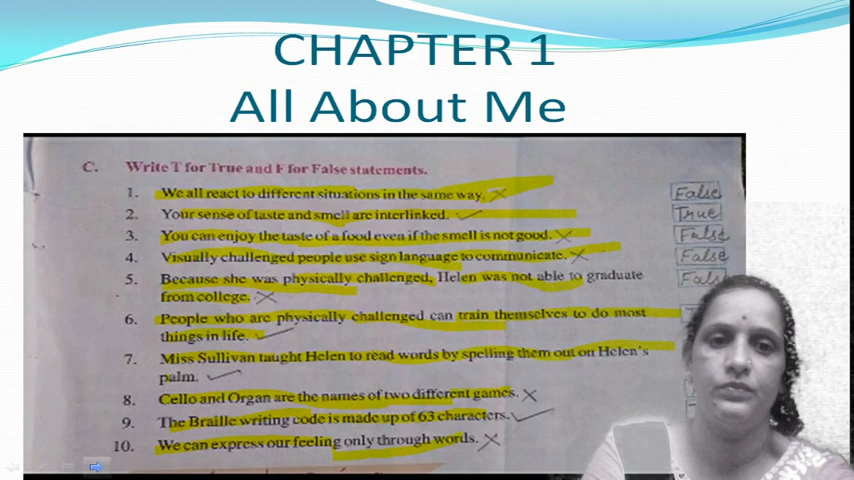 CHAPTER 1
All About Me
C. Write T for True and F for False statements.
1. We all react to different situations in the same way. False
2. Your sense of taste and smell are interlinked. True
3. You can enjoy the taste of a food even if the smell is not good. False
4. Visually challenged people use sign language to communicate. False
5. Because she was physically challenged, Helen was not able to graduate Fals
from college.
6. People who are physically challenged can train themselves to do most T
things in life.
7. Miss Sullivan taught Helen to read words by spelling them out on Helen's
palm.
8. Cello and Organ are the names of two different games.
9. The Braille writing code is made up of 63 characters.
10. We can express our feeling only through words.